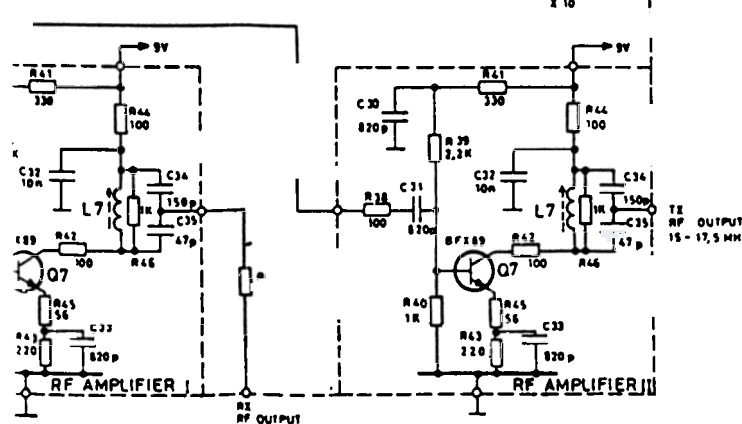 X 10
9V
R41
330
R44
100
C32
10n
C34
150p
L7
1K
C35
47p
R42
100
R46
Q7
R45
56
R43
220
C33
820p
RF AMPLIFIER I
RX
RF OUTPUT
9V
R41
330
C30
820p
R44
100
R39
2,2K
C32
10n
C34
150p
R38
100
C31
820p
L7
1K
C35
47p
TX
RF OUTPUT
15-17,5 MH
BFX89
R42
100
R46
Q7
R40
1K
R45
56
R43
220
C33
820p
RF AMPLIFIER II